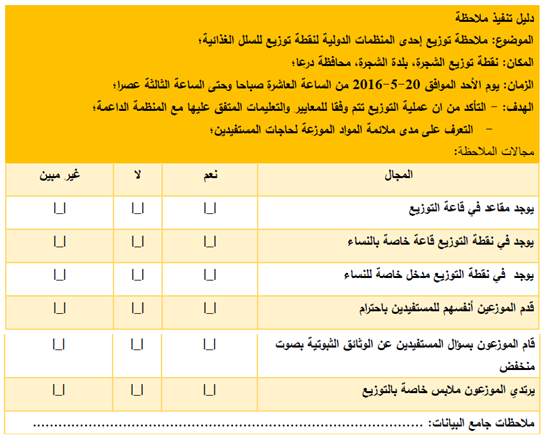 دليل تنفيذ ملاحظة
الموضوع: ملاحظة توزيع إحدى المنظمات الدولية لنقطة توزيع للسلل الغذائية؛
المكان: نقطة توزيع الشجرة، بلدة الشجرة، محافظة درعا؛
الزمان: يوم الأحد الموافق 20-5-2016 من الساعة العاشرة صباحا وحتى الساعة الثالثة عصرا؛
الهدف: - التأكد من ان عملية التوزيع تتم وفقا للمعايير والتعليمات المتفق عليها مع المنظمة الداعمة؛
- التعرف على مدى ملائمة المواد الموزعة لحاجات المستفيدين؛
مجالات الملاحظة:
المجال نعم لا غير مبين
يوجد مقاعد في قاعة التوزيع |_| |_| |_|
يوجد في نقطة التوزيع قاعة خاصة بالنساء |_| |_| |_|
يوجد في نقطة التوزيع مدخل خاصة للنساء |_| |_| |_|
قدم الموزعين أنفسهم للمستفيدين باحترام |_| |_| |_|
قام الموزعون بسؤال المستفيدين عن الوثائق الثبوتية بصوت |_| |_| |_|
منخفض
يرتدي الموزعون ملابس خاصة بالتوزيع |_| |_| |_|
ملاحظات جامع البيانات: ........................................................................................